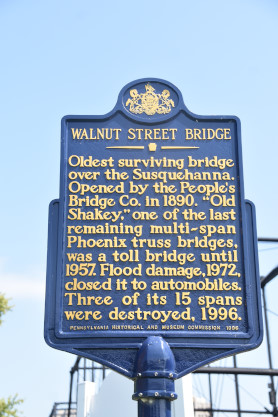 WALNUT STREET BRIDGE
Oldest surviving bridge
over the Susquehanna.
Opened by the People's
Bridge Co. in 1890. "Old
Shakey," one of the last
remaining multi-span
Phoenix truss bridges,
was a toll bridge until
1957. Flood damage, 1972,
closed it to automobiles.
Three of its 15 spans
were destroyed, 1996.
PENNSYLVANIA HISTORICAL AND MUSEUM COMMISSION 1996